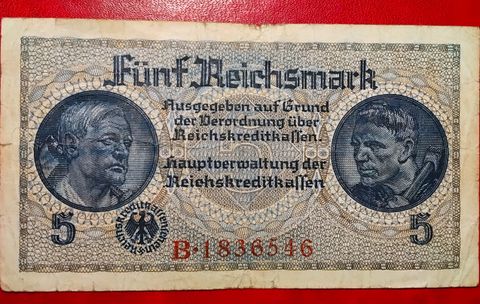 Fünf Reichsmark
Ausgegeben auf Grund
der Verordnung über
Reichskreditkassen.
Hauptverwaltung der
Reichskreditkassen
5
5
B·1836546